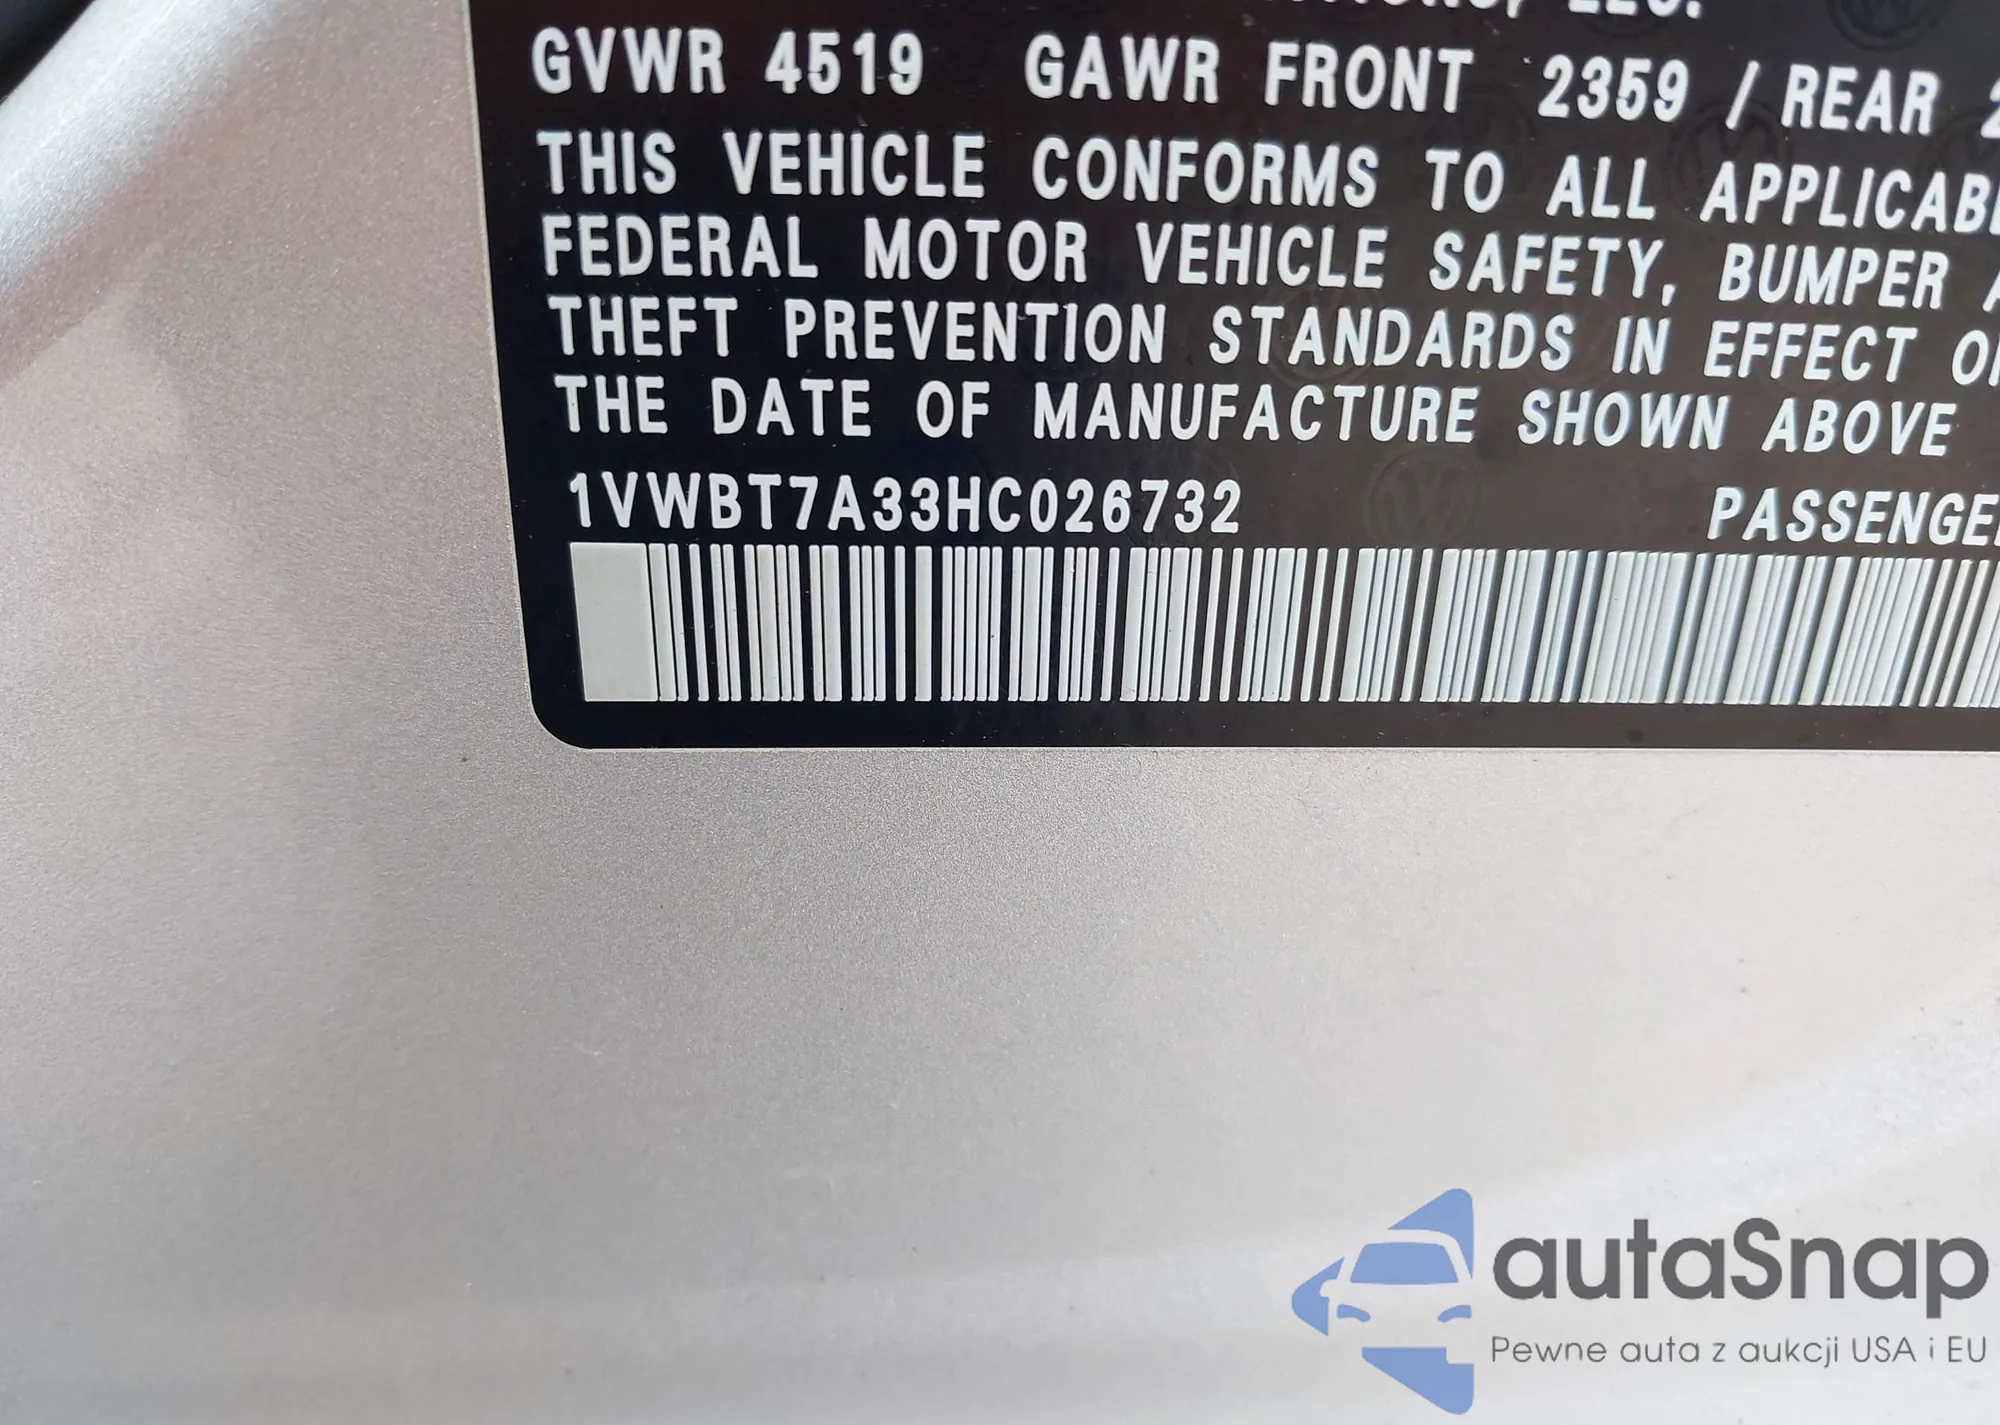 LLC.
GVWR 4519 GAWR FRONT 2359 / REAR
THIS VEHICLE CONFORMS TO ALL
FEDERAL MOTOR VEHICLE SAFETY, BUMPER
THEFT PREVENTION STANDARDS IN EFFECT
THE DATE OF MANUFACTURE SHOWN ABOVE
1VWBT7A33HC026732
autaSnap
Pewne auta z aukcji USA i EU